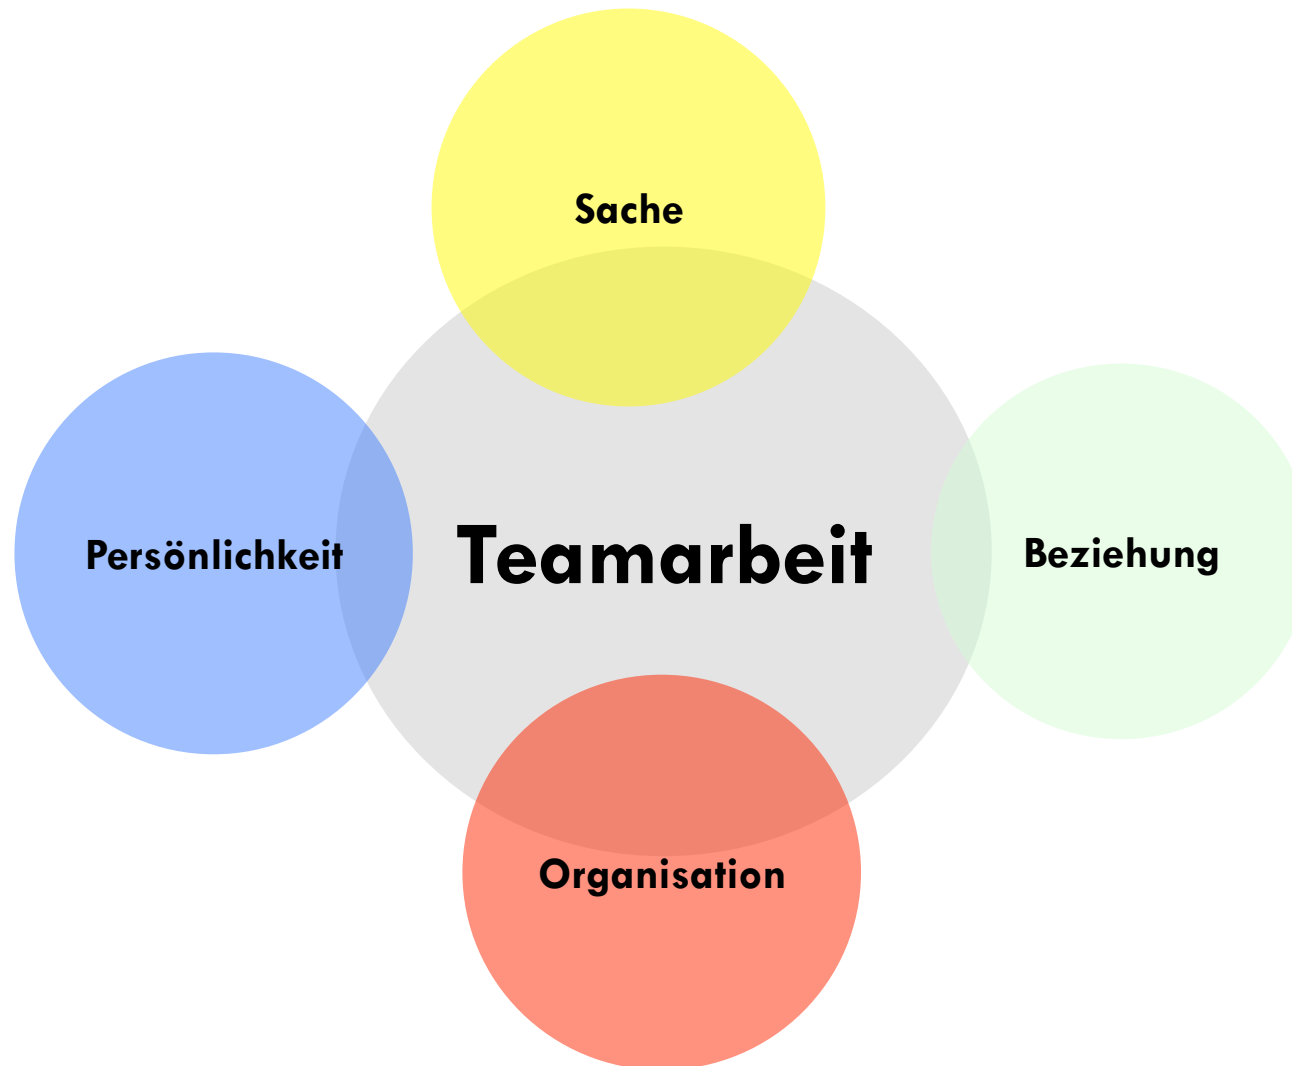 Sache
Persönlichkeit
Teamarbeit
Beziehung
Organisation